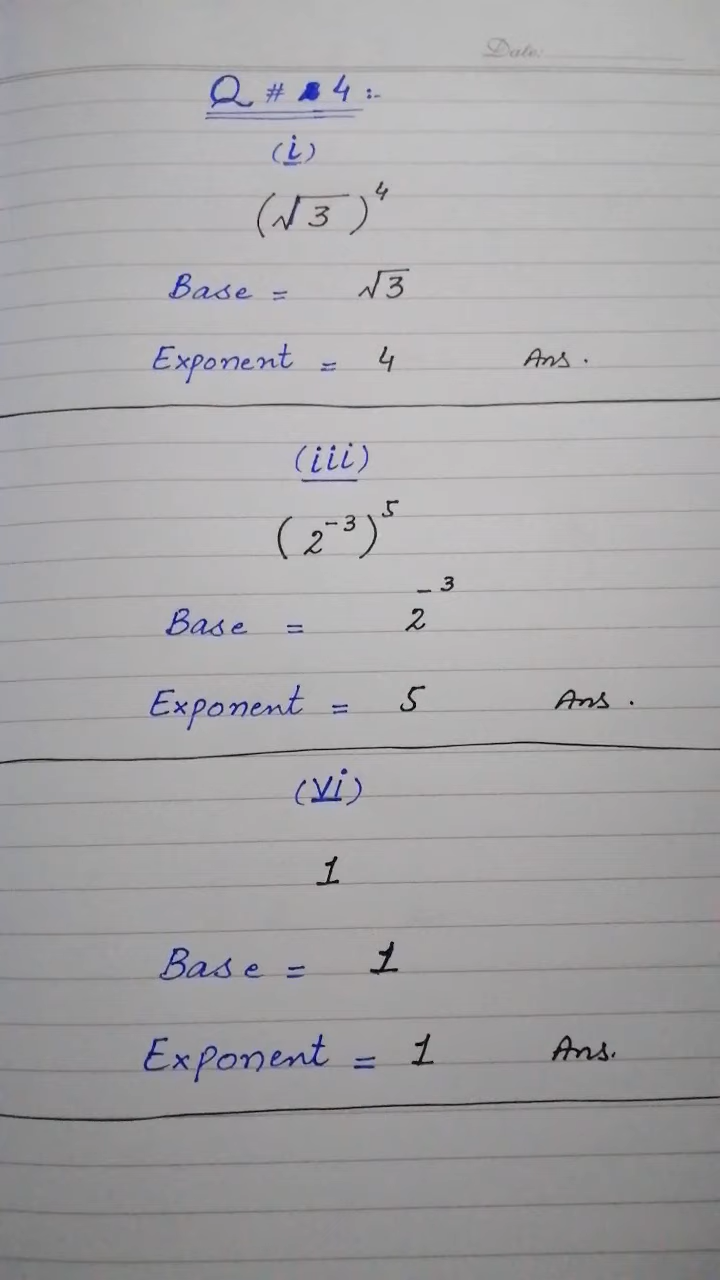 Date:
Q # 4 :-
(i)
(√3)⁴
Base = √3
Exponent = 4 Ans.
(iii)
(2⁻³)⁵
Base = 2⁻³
Exponent = 5 Ans.
(vi)
1
Base = 1
Exponent = 1 Ans.